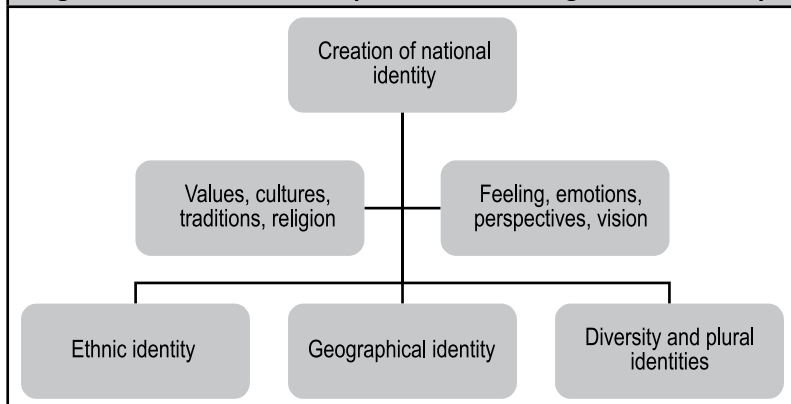 Creation of national
identity
Values, cultures,
traditions, religion
Feeling, emotions,
perspectives, vision
Ethnic identity
Geographical identity
Diversity and plural
identities